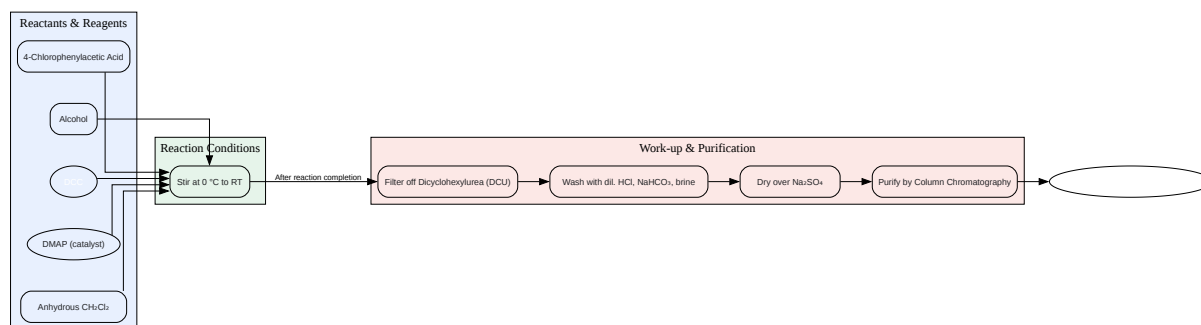 Reactants & Reagents
4-Chlorophenylacetic Acid
Alcohol
DCC
DMAP (catalyst)
Anhydrous CH₂Cl₂
Reaction Conditions
Stir at 0 °C to RT
After reaction completion
Work-up & Purification
Filter off Dicyclohexylurea (DCU)
Wash with dil. HCl, NaHCO₃, brine
Dry over Na₂SO₄
Purify by Column Chromatography